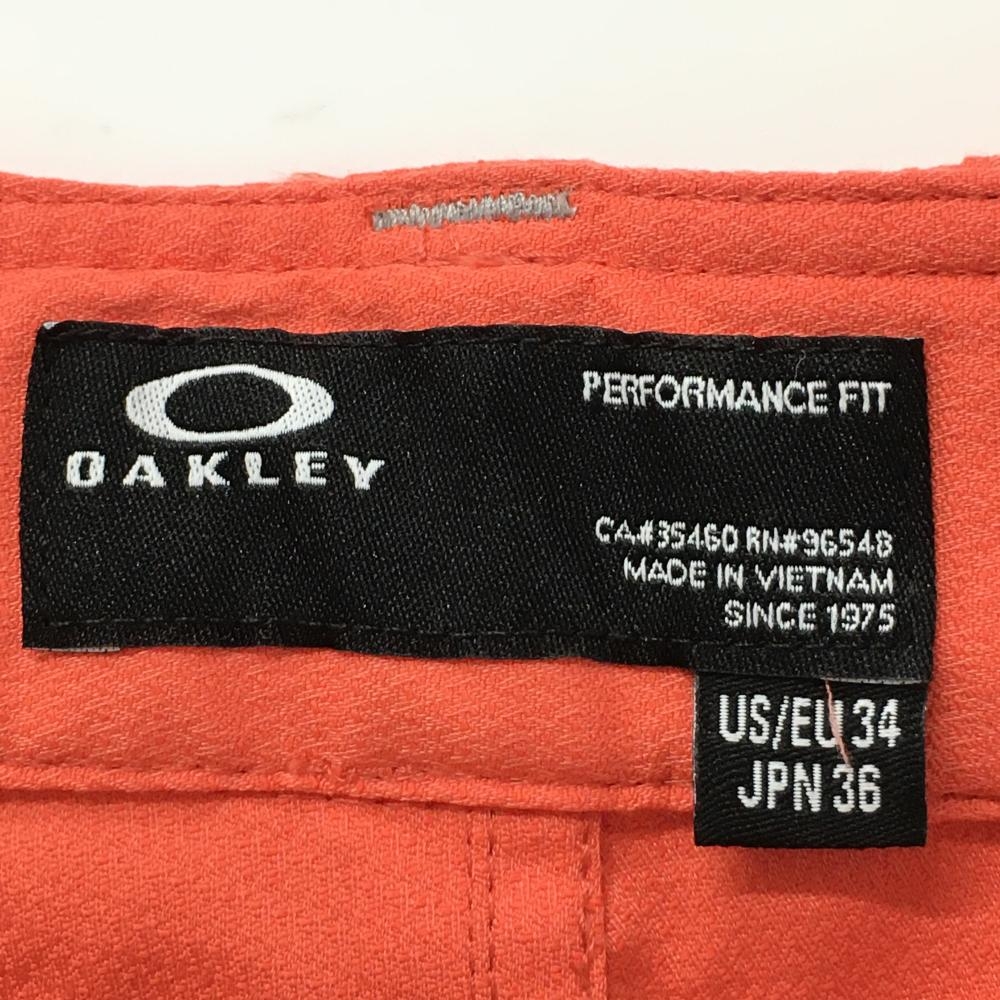 OAKLEY
PERFORMANCE FIT
CA#35460 RN#96548
MADE IN VIETNAM
SINCE 1975
US/EU 34
JPN 36